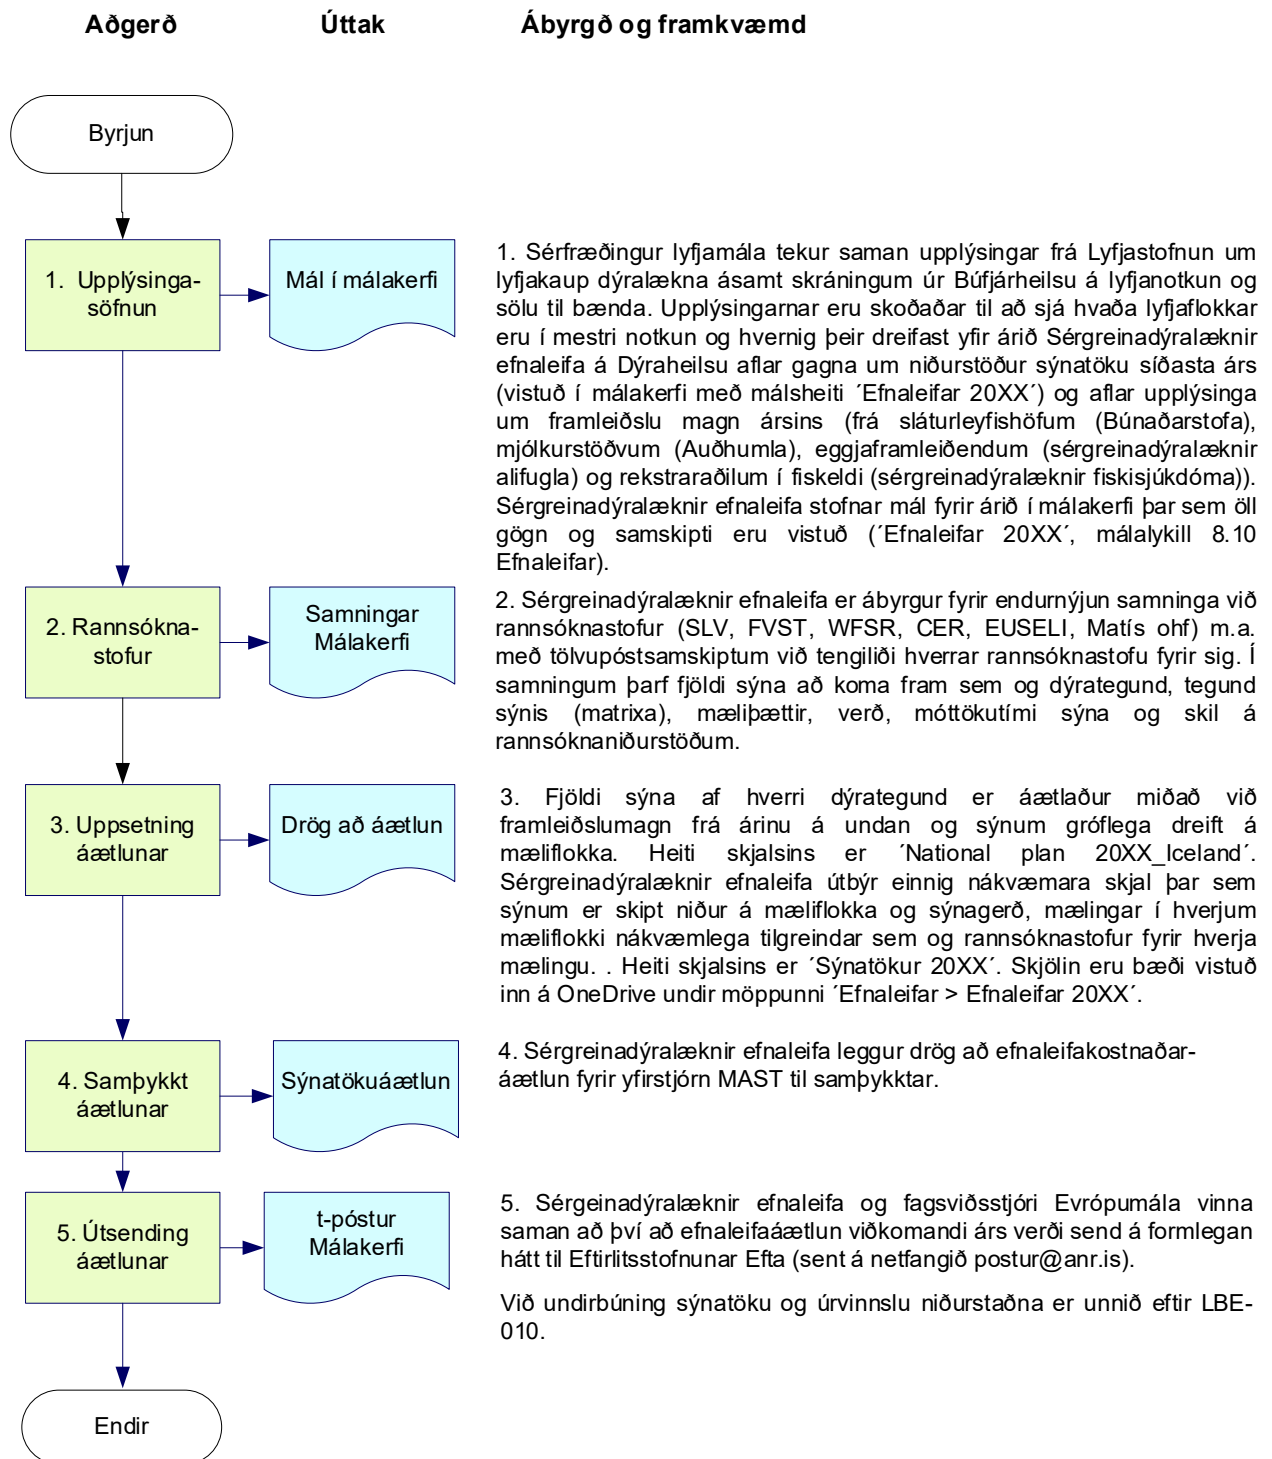 Aðgerð Úttak Ábyrgð og framkvæmd
Byrjun
1. Upplýsinga-
söfnun
Mál í málakerfi
1. Sérfræðingur lyfjamála tekur saman upplýsingar frá Lyfjastofnun um
lyfjakaup dýralækna ásamt skráningum úr Búfjárheilsu á lyfjanotkun og
sölu til bænda. Upplýsingarnar eru skoðaðar til að sjá hvaða lyfjaflokkar
eru í mestri notkun og hvernig þeir dreifast yfir árið Sérgreinadýralæknir
efnaleifa á Dýraheilsu aflar gagna um niðurstöður sýnatöku síðasta árs
(vistuð í málakerfi með málsheiti ´Efnaleifar 20XX´) og aflar upplýsinga
um framleiðslu magn ársins (frá sláturleyfishöfum (Búnaðarstofa),
mjólkurstöðvum (Auðhumla), eggjaframleiðendum (sérgreinadýralæknir
alifugla) og rekstraraðilum í fiskeldi (sérgreinadýralæknir fiskisjúkdóma)).
Sérgreinadýralæknir efnaleifa stofnar mál fyrir árið í málakerfi þar sem öll
gögn og samskipti eru vistuð (´Efnaleifar 20XX´, málalykill 8.10
Efnaleifar).
2. Rannsókna-
stofur
Samningar
Málakerfi
2. Sérgreinadýralæknir efnaleifa er ábyrgur fyrir endurnýjun samninga við
rannsóknastofur (SLV, FVST, WFSR, CER, EUSELI, Matís ohf) m.a.
með tölvupóstsamskiptum við tengiliði hverrar rannsóknastofu fyrir sig. Í
samningum þarf fjöldi sýna að koma fram sem og dýrategund, tegund
sýnis (matrixa), mæliþættir, verð, móttökutími sýna og skil á
rannsóknaniðurstöðum.
3. Uppsetning
áætlunar
Drög að áætlun
3. Fjöldi sýna af hverri dýrategund er áætlaður miðað við
framleiðslumagn frá árinu á undan og sýnum gróflega dreift á
mæliflokka. Heiti skjalsins er ´National plan 20XX_Iceland´.
Sérgreinadýralæknir efnaleifa útbýr einnig nákvæmara skjal þar sem
sýnum er skipt niður á mæliflokka og sýnagerð, mælingar í hverjum
mæliflokki nákvæmlega tilgreindar sem og rannsóknastofur fyrir hverja
mælingu. . Heiti skjalsins er ´Sýnatökur 20XX´. Skjölin eru bæði vistuð
inn á OneDrive undir möppunni ´Efnaleifar > Efnaleifar 20XX´.
4. Samþykkt
áætlunar
Sýnatökuáætlun
4. Sérgreinadýralæknir efnaleifa leggur drög að efnaleifakostnaðar-
áætlun fyrir yfirstjórn MAST til samþykktar.
5. Útsending
áætlunar
t-póstur
Málakerfi
5. Sérgeinadýralæknir efnaleifa og fagsviðsstjóri Evrópumála vinna
saman að því að efnaleifaáætlun viðkomandi árs verði send á formlegan
hátt til Eftirlitsstofnunar Efta (sent á netfangið postur@anr.is).
Við undirbúning sýnatöku og úrvinnslu niðurstaðna er unnið eftir LBE-
010.
Endir